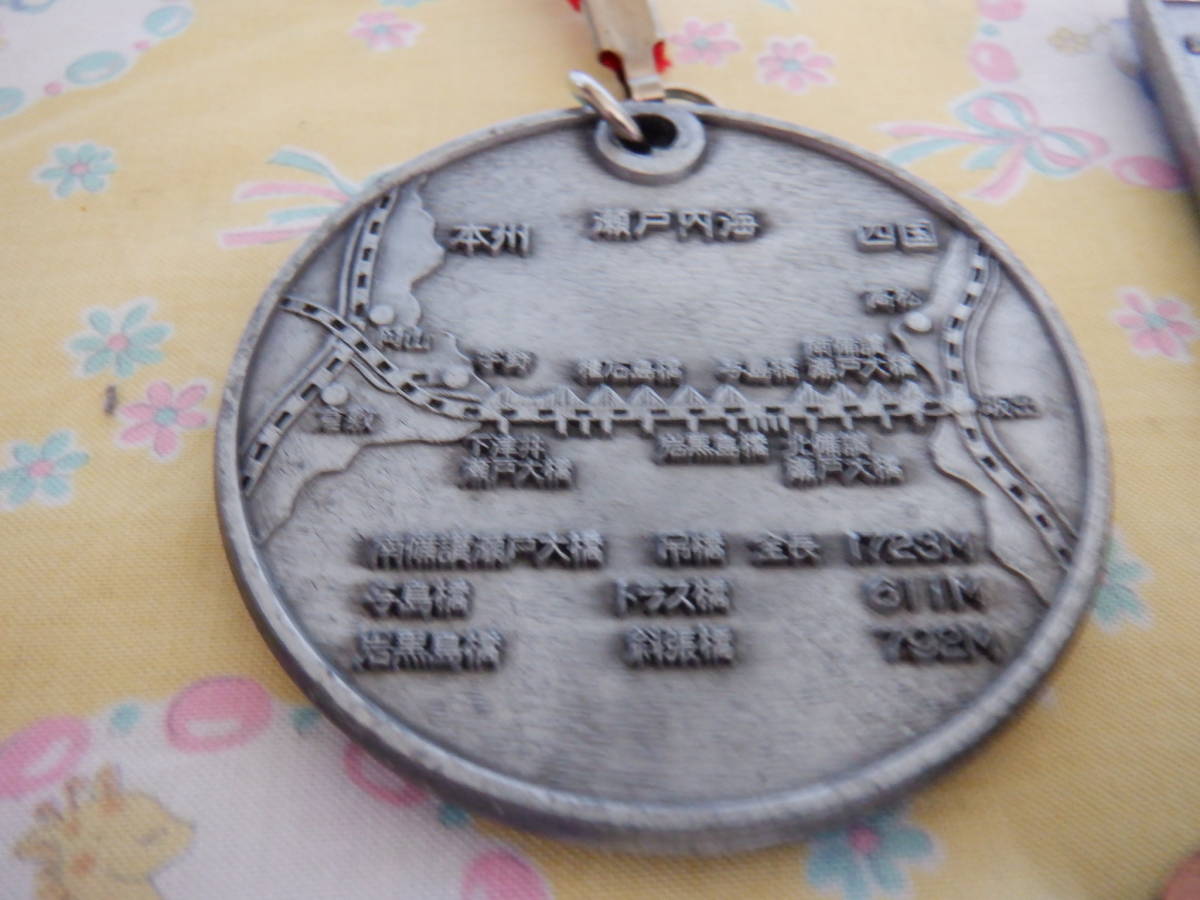 本州 瀬戸内海 四国
高松
岡山
宇野 櫃石島橋 与島橋 南備讃
瀬戸大橋
倉敷 坂出
下津井 岩黒島橋 北備讃
瀬戸大橋 瀬戸大橋
南備讃瀬戸大橋 吊橋 全長 1723M
与島橋 トラス橋 611M
岩黒島橋 斜張橋 792M